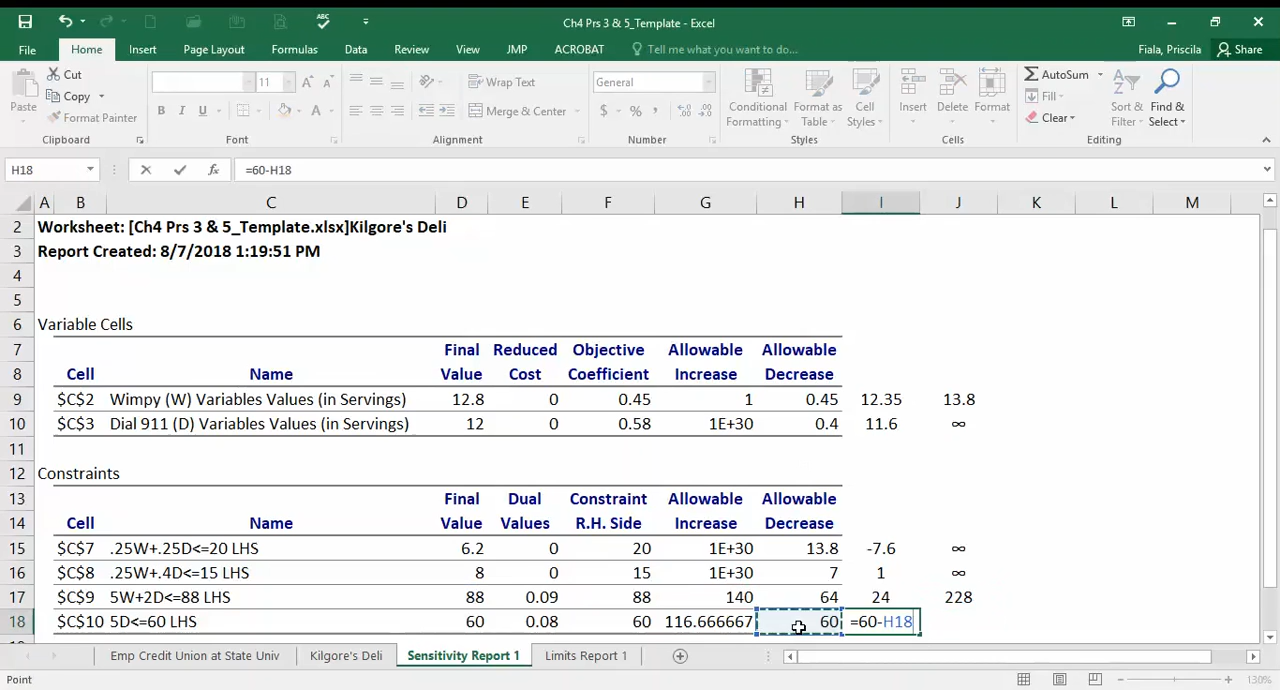 ABC
Ch4 Prs 3 & 5_Template - Excel
File Home Insert Page Layout Formulas Data Review View JMP ACROBAT Tell me what you want to do... Fiala, Priscila Share
Paste Cut Copy Format Painter Clipboard
11 A A B I U A Font
Wrap Text Merge & Center Alignment
General $ % , .0 .00 Number
Conditional Formatting Format as Table Cell Styles Styles
Insert Delete Format Cells
AutoSum Fill Clear Sort & Filter Find & Select Editing
H18 fx =60-H18
A B C D E F G H I J K L M
2 Worksheet: [Ch4 Prs 3 & 5_Template.xlsx]Kilgore's Deli
3 Report Created: 8/7/2018 1:19:51 PM
4
5
6 Variable Cells
7 Final Reduced Objective Allowable Allowable
8 Cell Name Value Cost Coefficient Increase Decrease
9 $C$2 Wimpy (W) Variables Values (in Servings) 12.8 0 0.45 1 0.45 12.35 13.8
10 $C$3 Dial 911 (D) Variables Values (in Servings) 12 0 0.58 1E+30 0.4 11.6 ∞
11
12 Constraints
13 Final Dual Constraint Allowable Allowable
14 Cell Name Value Values R.H. Side Increase Decrease
15 $C$7 .25W+.25D<=20 LHS 6.2 0 20 1E+30 13.8 -7.6 ∞
16 $C$8 .25W+.4D<=15 LHS 8 0 15 1E+30 7 1 ∞
17 $C$9 5W+2D<=88 LHS 88 0.09 88 140 64 24 228
18 $C$10 5D<=60 LHS 60 0.08 60 116.666667 60 =60-H18
Emp Credit Union at State Univ Kilgore's Deli Sensitivity Report 1 Limits Report 1
Point 130%